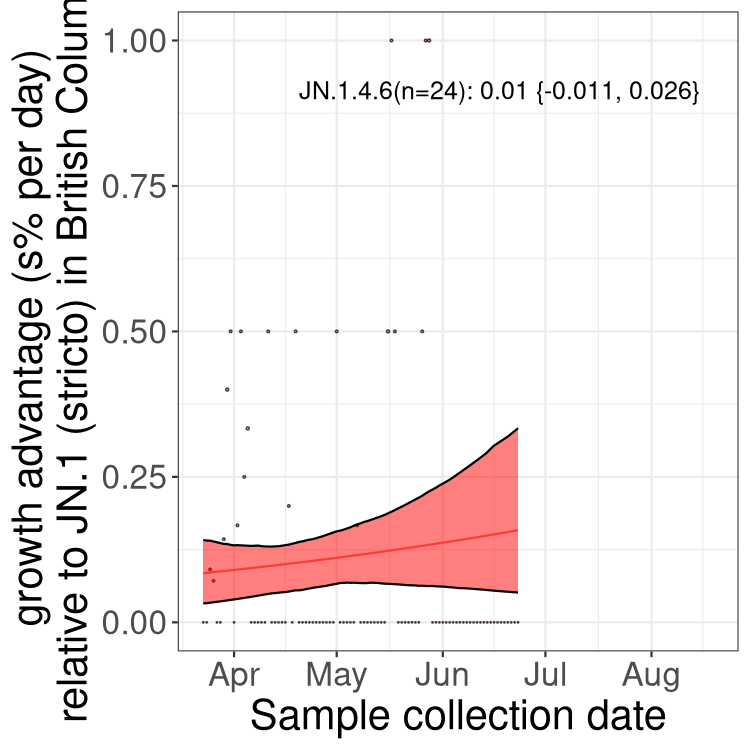 growth advantage (s% per day)
relative to JN.1 (stricto) in British Colum
1.00
0.75
0.50
0.25
0.00
JN.1.4.6(n=24): 0.01 {-0.011, 0.026}
Apr May Jun Jul Aug
Sample collection date